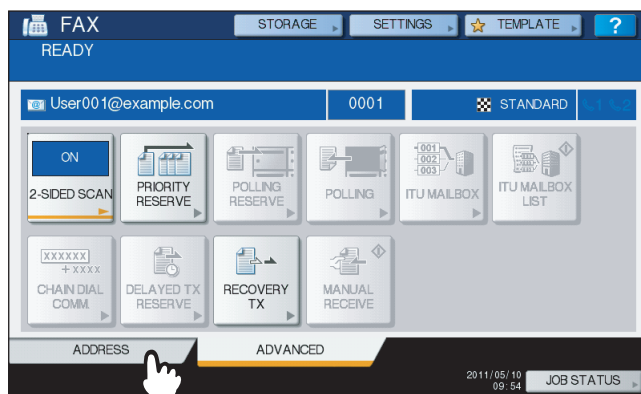 FAX
STORAGE
SETTINGS
TEMPLATE
?
READY
User001@example.com
0001
STANDARD
1
2
ON
2-SIDED SCAN
PRIORITY
RESERVE
POLLING
RESERVE
POLLING
001
002
003
ITU MAILBOX
ITU MAILBOX
LIST
XXXXXX
+ XXXX
CHAIN DIAL
COMM.
DELAYED TX
RESERVE
RECOVERY
TX
MANUAL
RECEIVE
ADDRESS
ADVANCED
2011/05/10
09:54
JOB STATUS